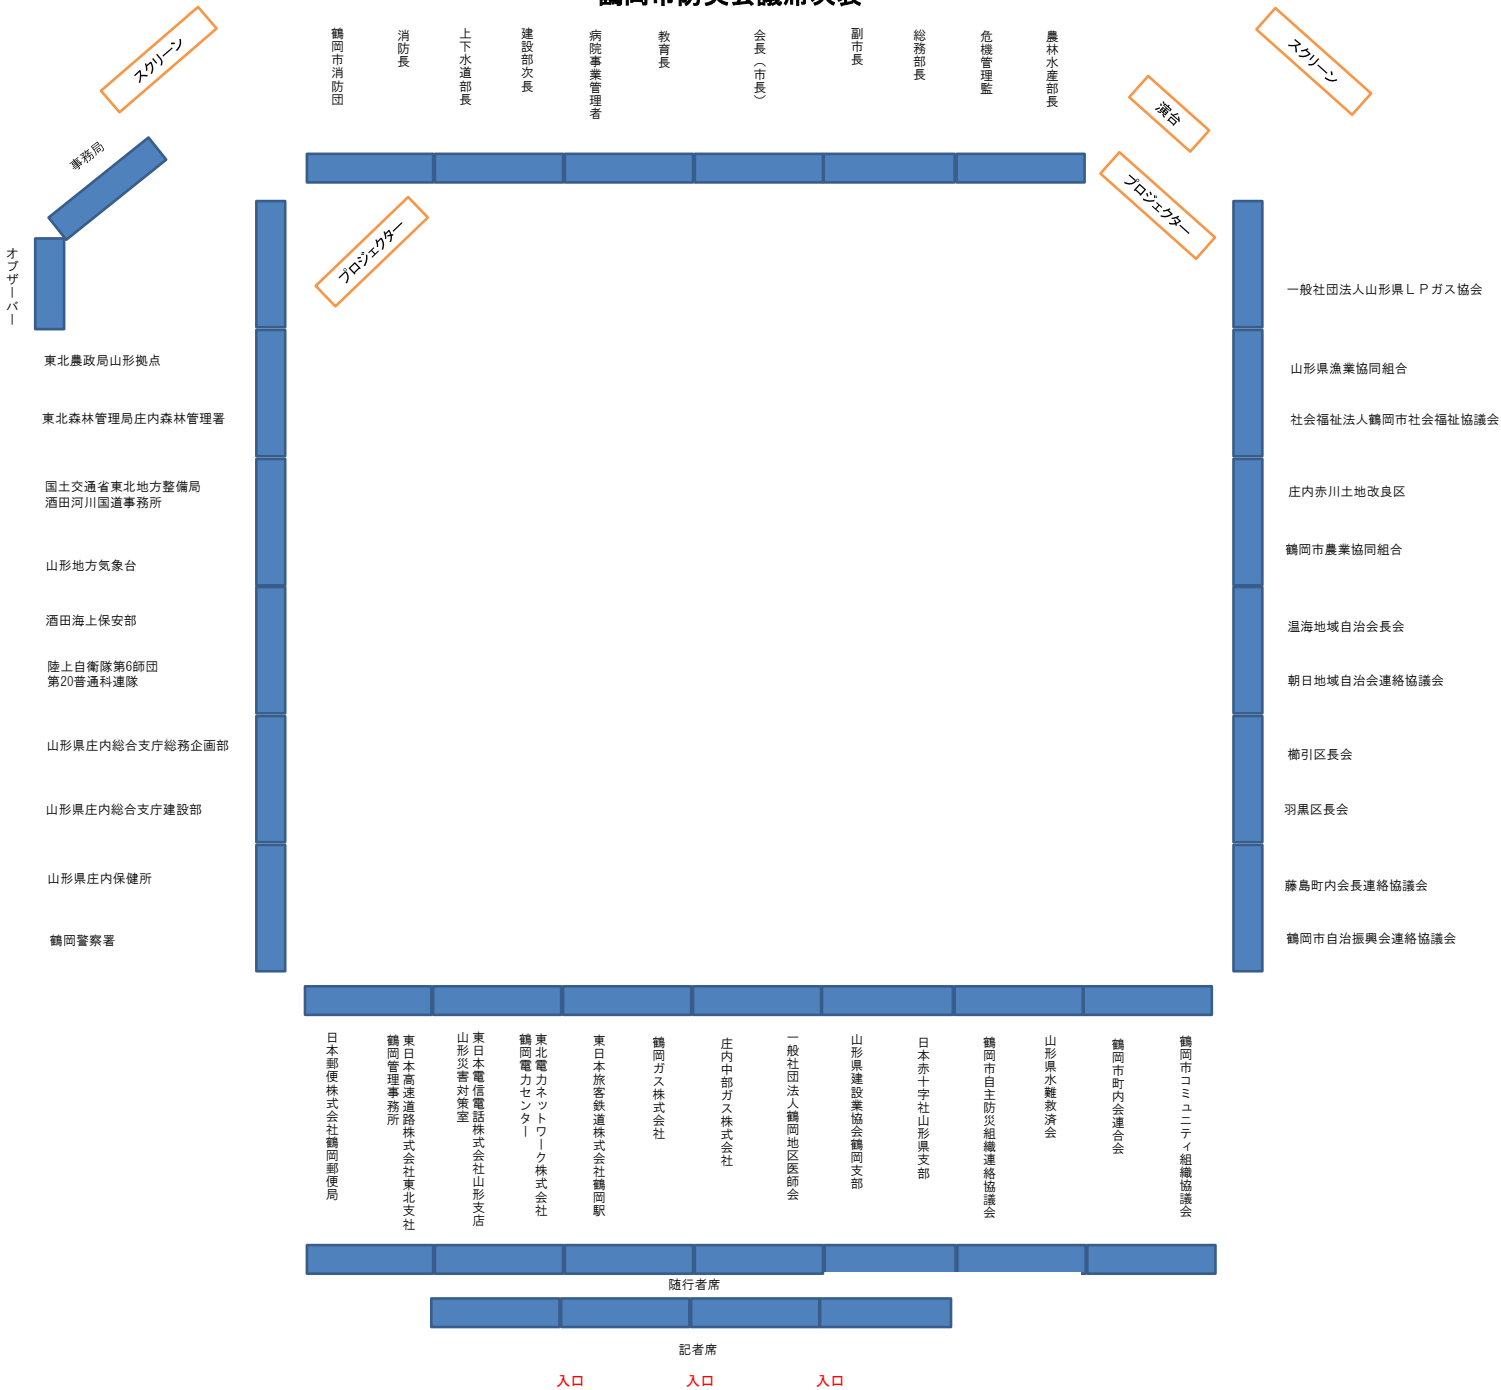 鶴岡市防災会議席次表
スクリーン
鶴岡市消防団
消防長
上下水道部長
建設部次長
病院事業管理者
教育長
会長（市長）
副市長
総務部長
危機管理監
農林水産部長
スクリーン
演台
事務局
プロジェクター
プロジェクター
オブザーバー
東北農政局山形拠点
東北森林管理局庄内森林管理署
国土交通省東北地方整備局
酒田河川国道事務所
山形地方気象台
酒田海上保安部
陸上自衛隊第6師団
第20普通科連隊
山形県庄内総合支庁総務企画部
山形県庄内総合支庁建設部
山形県庄内保健所
鶴岡警察署
一般社団法人山形県ＬＰガス協会
山形県漁業協同組合
社会福祉法人鶴岡市社会福祉協議会
庄内赤川土地改良区
鶴岡市農業協同組合
温海地域自治会長会
朝日地域自治会連絡協議会
櫛引区長会
羽黒区長会
藤島町内会長連絡協議会
鶴岡市自治振興会連絡協議会
日本郵便株式会社鶴岡郵便局
東日本高速道路株式会社東北支社
鶴岡管理事務所
東日本電信電話株式会社山形支店
山形災害対策室
東北電力ネットワーク株式会社
鶴岡電力センター
東日本旅客鉄道株式会社鶴岡駅
鶴岡ガス株式会社
庄内中部ガス株式会社
一般社団法人鶴岡地区医師会
山形県建設業協会鶴岡支部
日本赤十字社山形県支部
鶴岡市自主防災組織連絡協議会
山形県水難救済会
鶴岡市町内会連合会
鶴岡市コミュニティ組織協議会
随行者席
記者席
入口
入口
入口